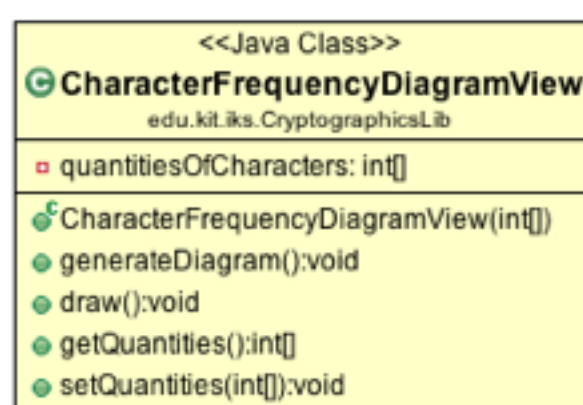 <<Java Class>>
CharacterFrequencyDiagramView
edu.kit.iks.CryptographicsLib
quantitiesOfCharacters: int[]
CharacterFrequencyDiagramView(int[])
generateDiagram():void
draw():void
getQuantities():int[]
setQuantities(int[]):void